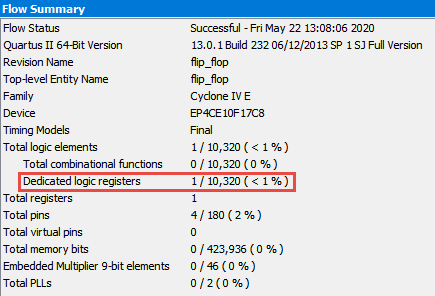 Flow Summary
Flow Status Successful - Fri May 22 13:08:06 2020
Quartus II 64-Bit Version 13.0.1 Build 232 06/12/2013 SP 1 SJ Full Version
Revision Name flip_flop
Top-level Entity Name flip_flop
Family Cyclone IV E
Device EP4CE10F17C8
Timing Models Final
Total logic elements 1 / 10,320 ( < 1 % )
Total combinational functions 0 / 10,320 ( 0 % )
Dedicated logic registers 1 / 10,320 ( < 1 % )
Total registers 1
Total pins 4 / 180 ( 2 % )
Total virtual pins 0
Total memory bits 0 / 423,936 ( 0 % )
Embedded Multiplier 9-bit elements 0 / 46 ( 0 % )
Total PLLs 0 / 2 ( 0 % )